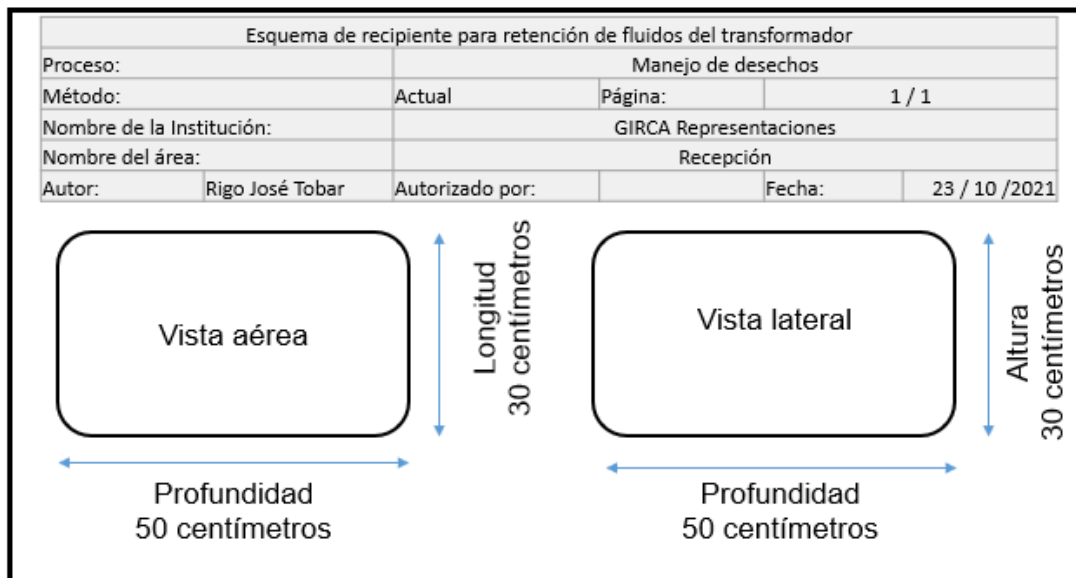 Esquema de recipiente para retención de fluidos del transformador
Proceso: Manejo de desechos
Método: Actual Página: 1 / 1
Nombre de la Institución: GIRCA Representaciones
Nombre del área: Recepción
Autor: Rigo José Tobar Autorizado por: Fecha: 23 / 10 /2021
Vista aérea
Longitud
30 centímetros
Profundidad
50 centímetros
Vista lateral
Altura
30 centímetros
Profundidad
50 centímetros